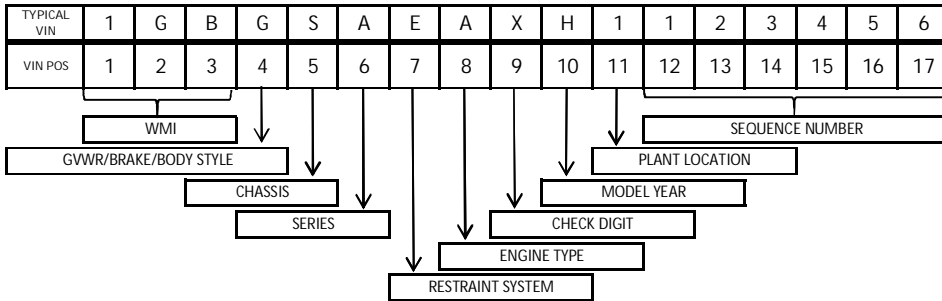 TYPICAL VIN 1 G B G S A E A X H 1 1 2 3 4 5 6
VIN POS 1 2 3 4 5 6 7 8 9 10 11 12 13 14 15 16 17
WMI SEQUENCE NUMBER
GVWR/BRAKE/BODY STYLE PLANT LOCATION
CHASSIS MODEL YEAR
SERIES CHECK DIGIT
ENGINE TYPE
RESTRAINT SYSTEM